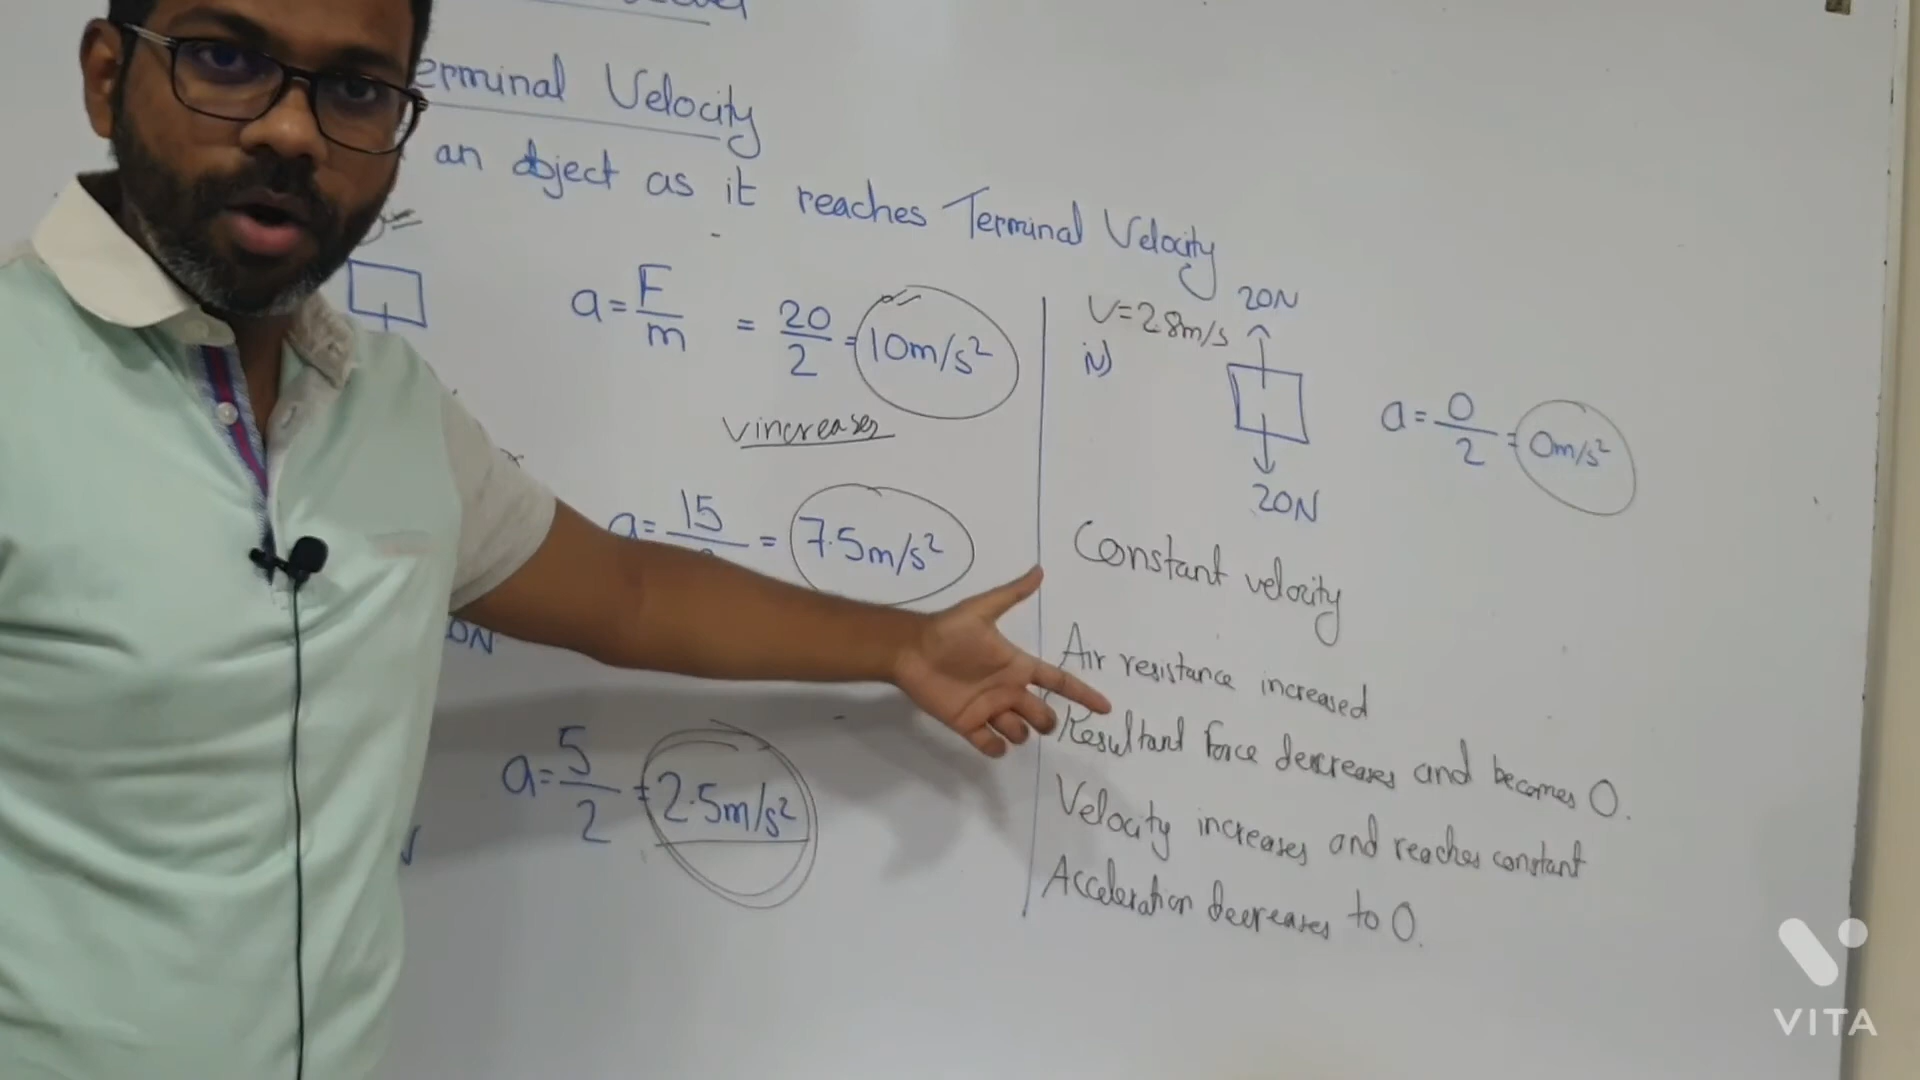 erminal Velocity
an object as it reaches Terminal Velocity
a = F/m = 20/2 = 10m/s²
v increases
a = 15/ = 7.5m/s²
0N
a = 5/2 = 2.5m/s²
V = 2.8m/s
20N
iv)
a = 0/2 = 0m/s²
20N
Constant velocity
Air resistance increased
Resultant force decreases and becomes 0.
Velocity increases and reaches constant
Acceleration decreases to 0.
VITA